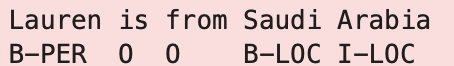 Lauren is from Saudi Arabia
B-PER O O B-LOC I-LOC